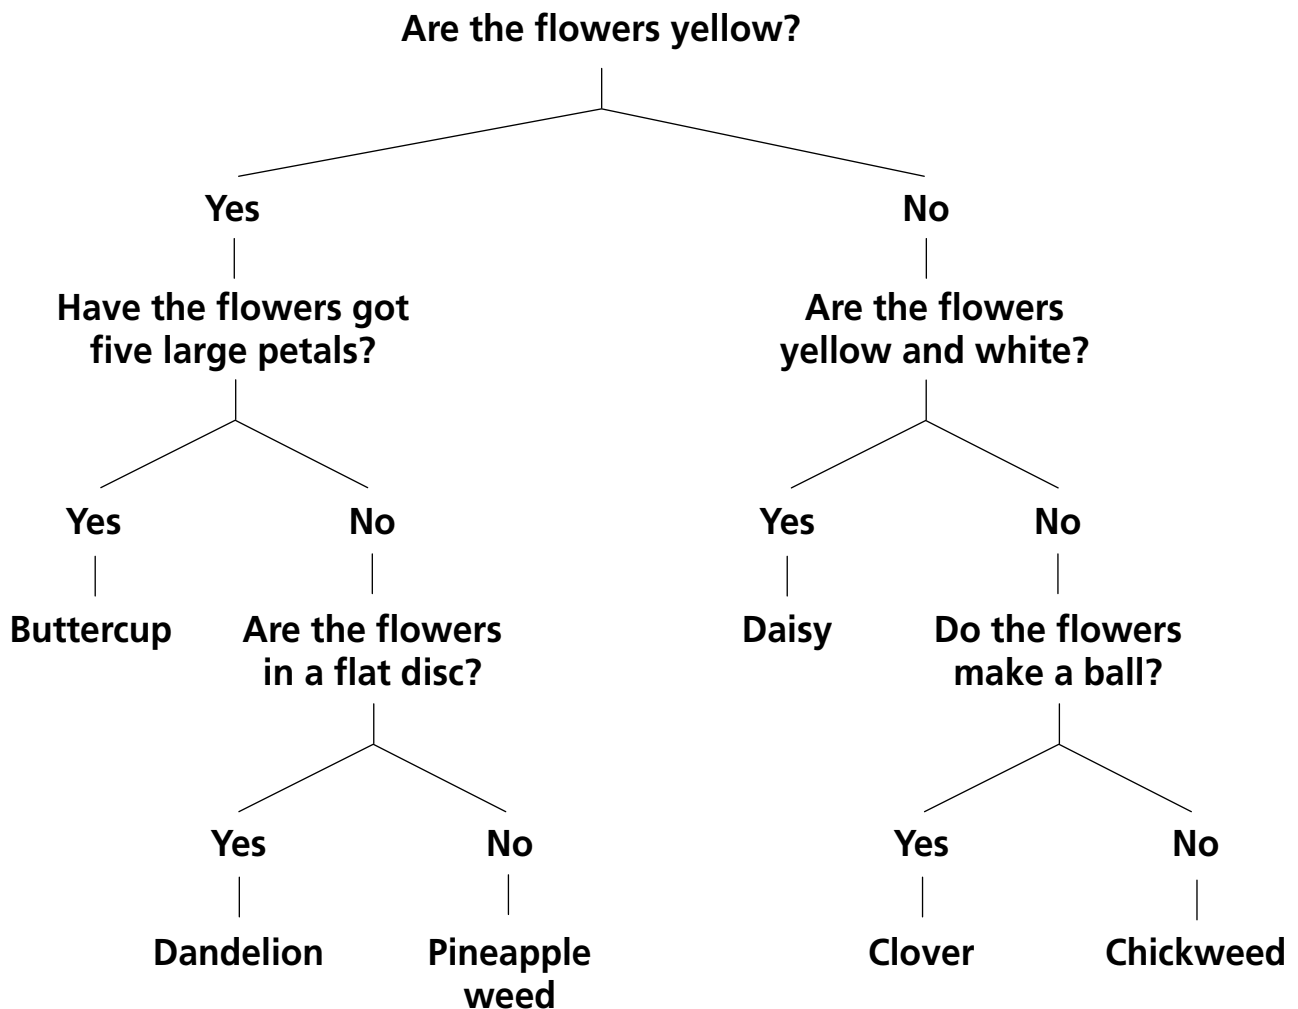 Are the flowers yellow?
Yes
No
Have the flowers got
five large petals?
Are the flowers
yellow and white?
Yes
No
Yes
No
Buttercup
Are the flowers
in a flat disc?
Daisy
Do the flowers
make a ball?
Yes
No
Yes
No
Dandelion
Pineapple
weed
Clover
Chickweed